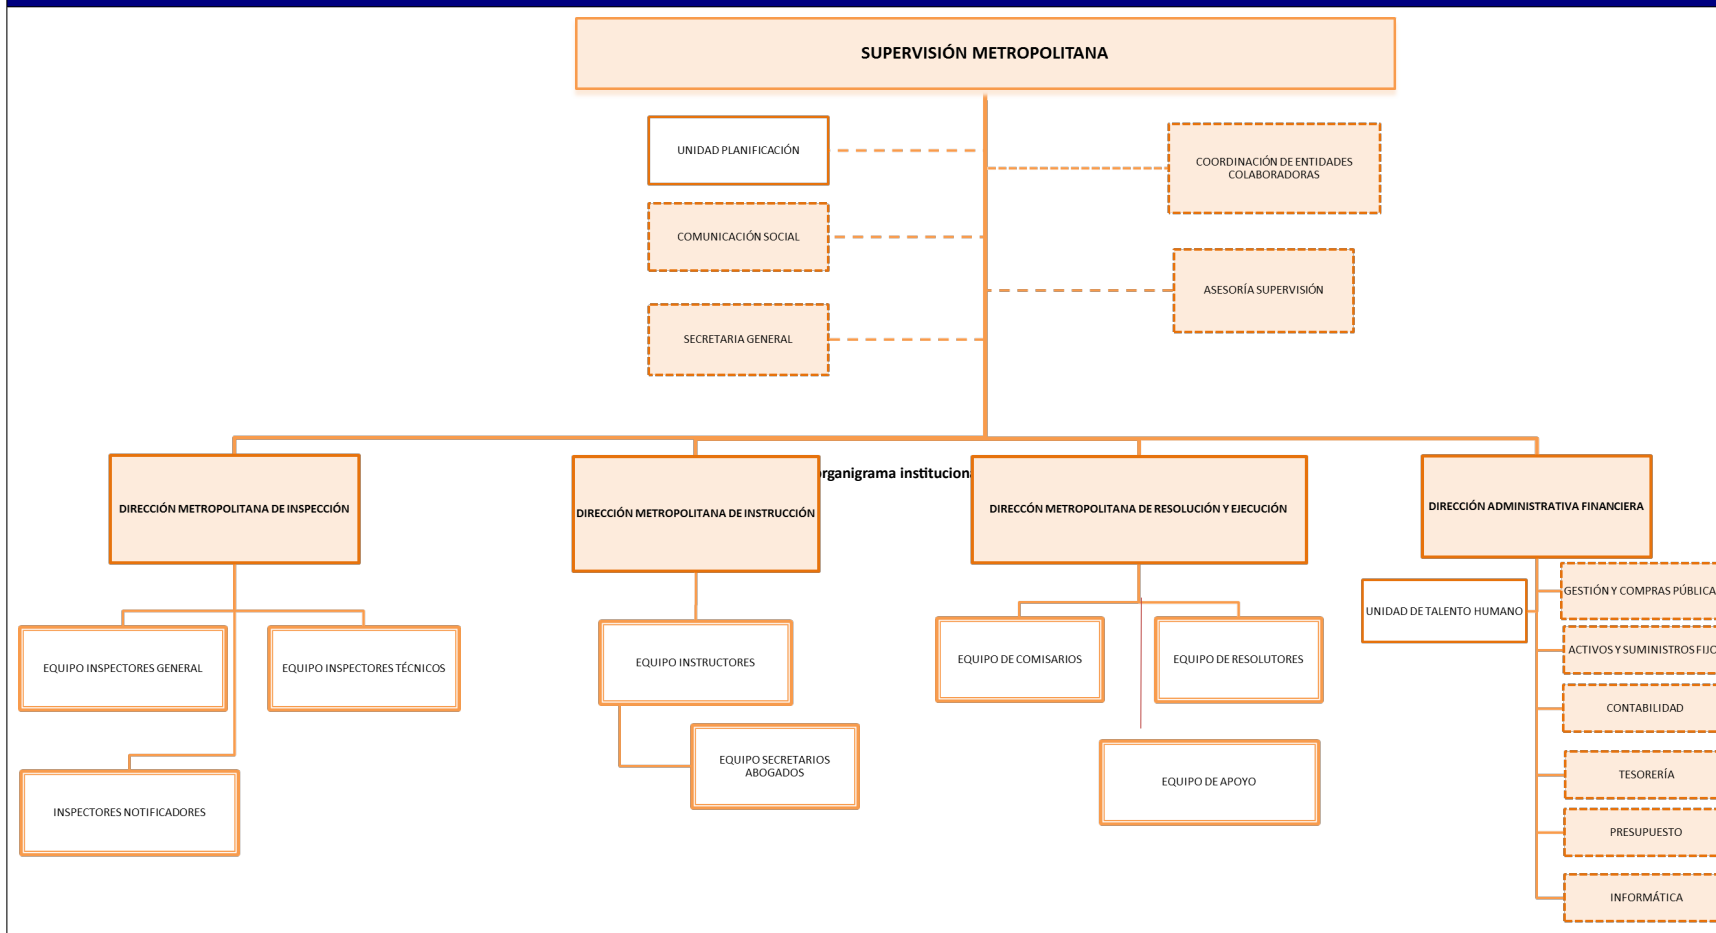 SUPERVISIÓN METROPOLITANA
UNIDAD PLANIFICACIÓN
COORDINACIÓN DE ENTIDADES
COLABORADORAS
COMUNICACIÓN SOCIAL
ASESORÍA SUPERVISIÓN
SECRETARIA GENERAL
organigrama instituciona
DIRECCIÓN METROPOLITANA DE INSPECCIÓN
DIRECCIÓN METROPOLITANA DE INSTRUCCIÓN
DIRECCÓN METROPOLITANA DE RESOLUCIÓN Y EJECUCIÓN
DIRECCIÓN ADMINISTRATIVA FINANCIERA
EQUIPO INSPECTORES GENERAL
EQUIPO INSPECTORES TÉCNICOS
INSPECTORES NOTIFICADORES
EQUIPO INSTRUCTORES
EQUIPO SECRETARIOS
ABOGADOS
EQUIPO DE COMISARIOS
EQUIPO DE RESOLUTORES
EQUIPO DE APOYO
UNIDAD DE TALENTO HUMANO
GESTIÓN Y COMPRAS PÚBLICA
ACTIVOS Y SUMINISTROS FIJO
CONTABILIDAD
TESORERÍA
PRESUPUESTO
INFORMÁTICA